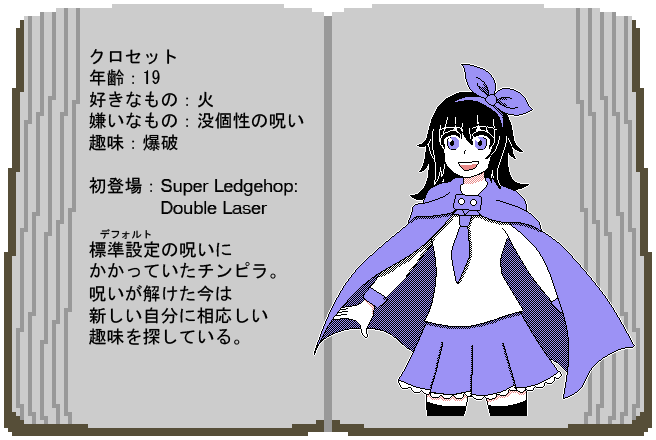 クロセット
年齢：19
好きなもの：火
嫌いなもの：没個性の呪い
趣味：爆破
初登場：Super Ledgehop:
Double Laser
デフォルト
標準設定の呪いに
かかっていたチンピラ。
呪いが解けた今は
新しい自分に相応しい
趣味を探している。